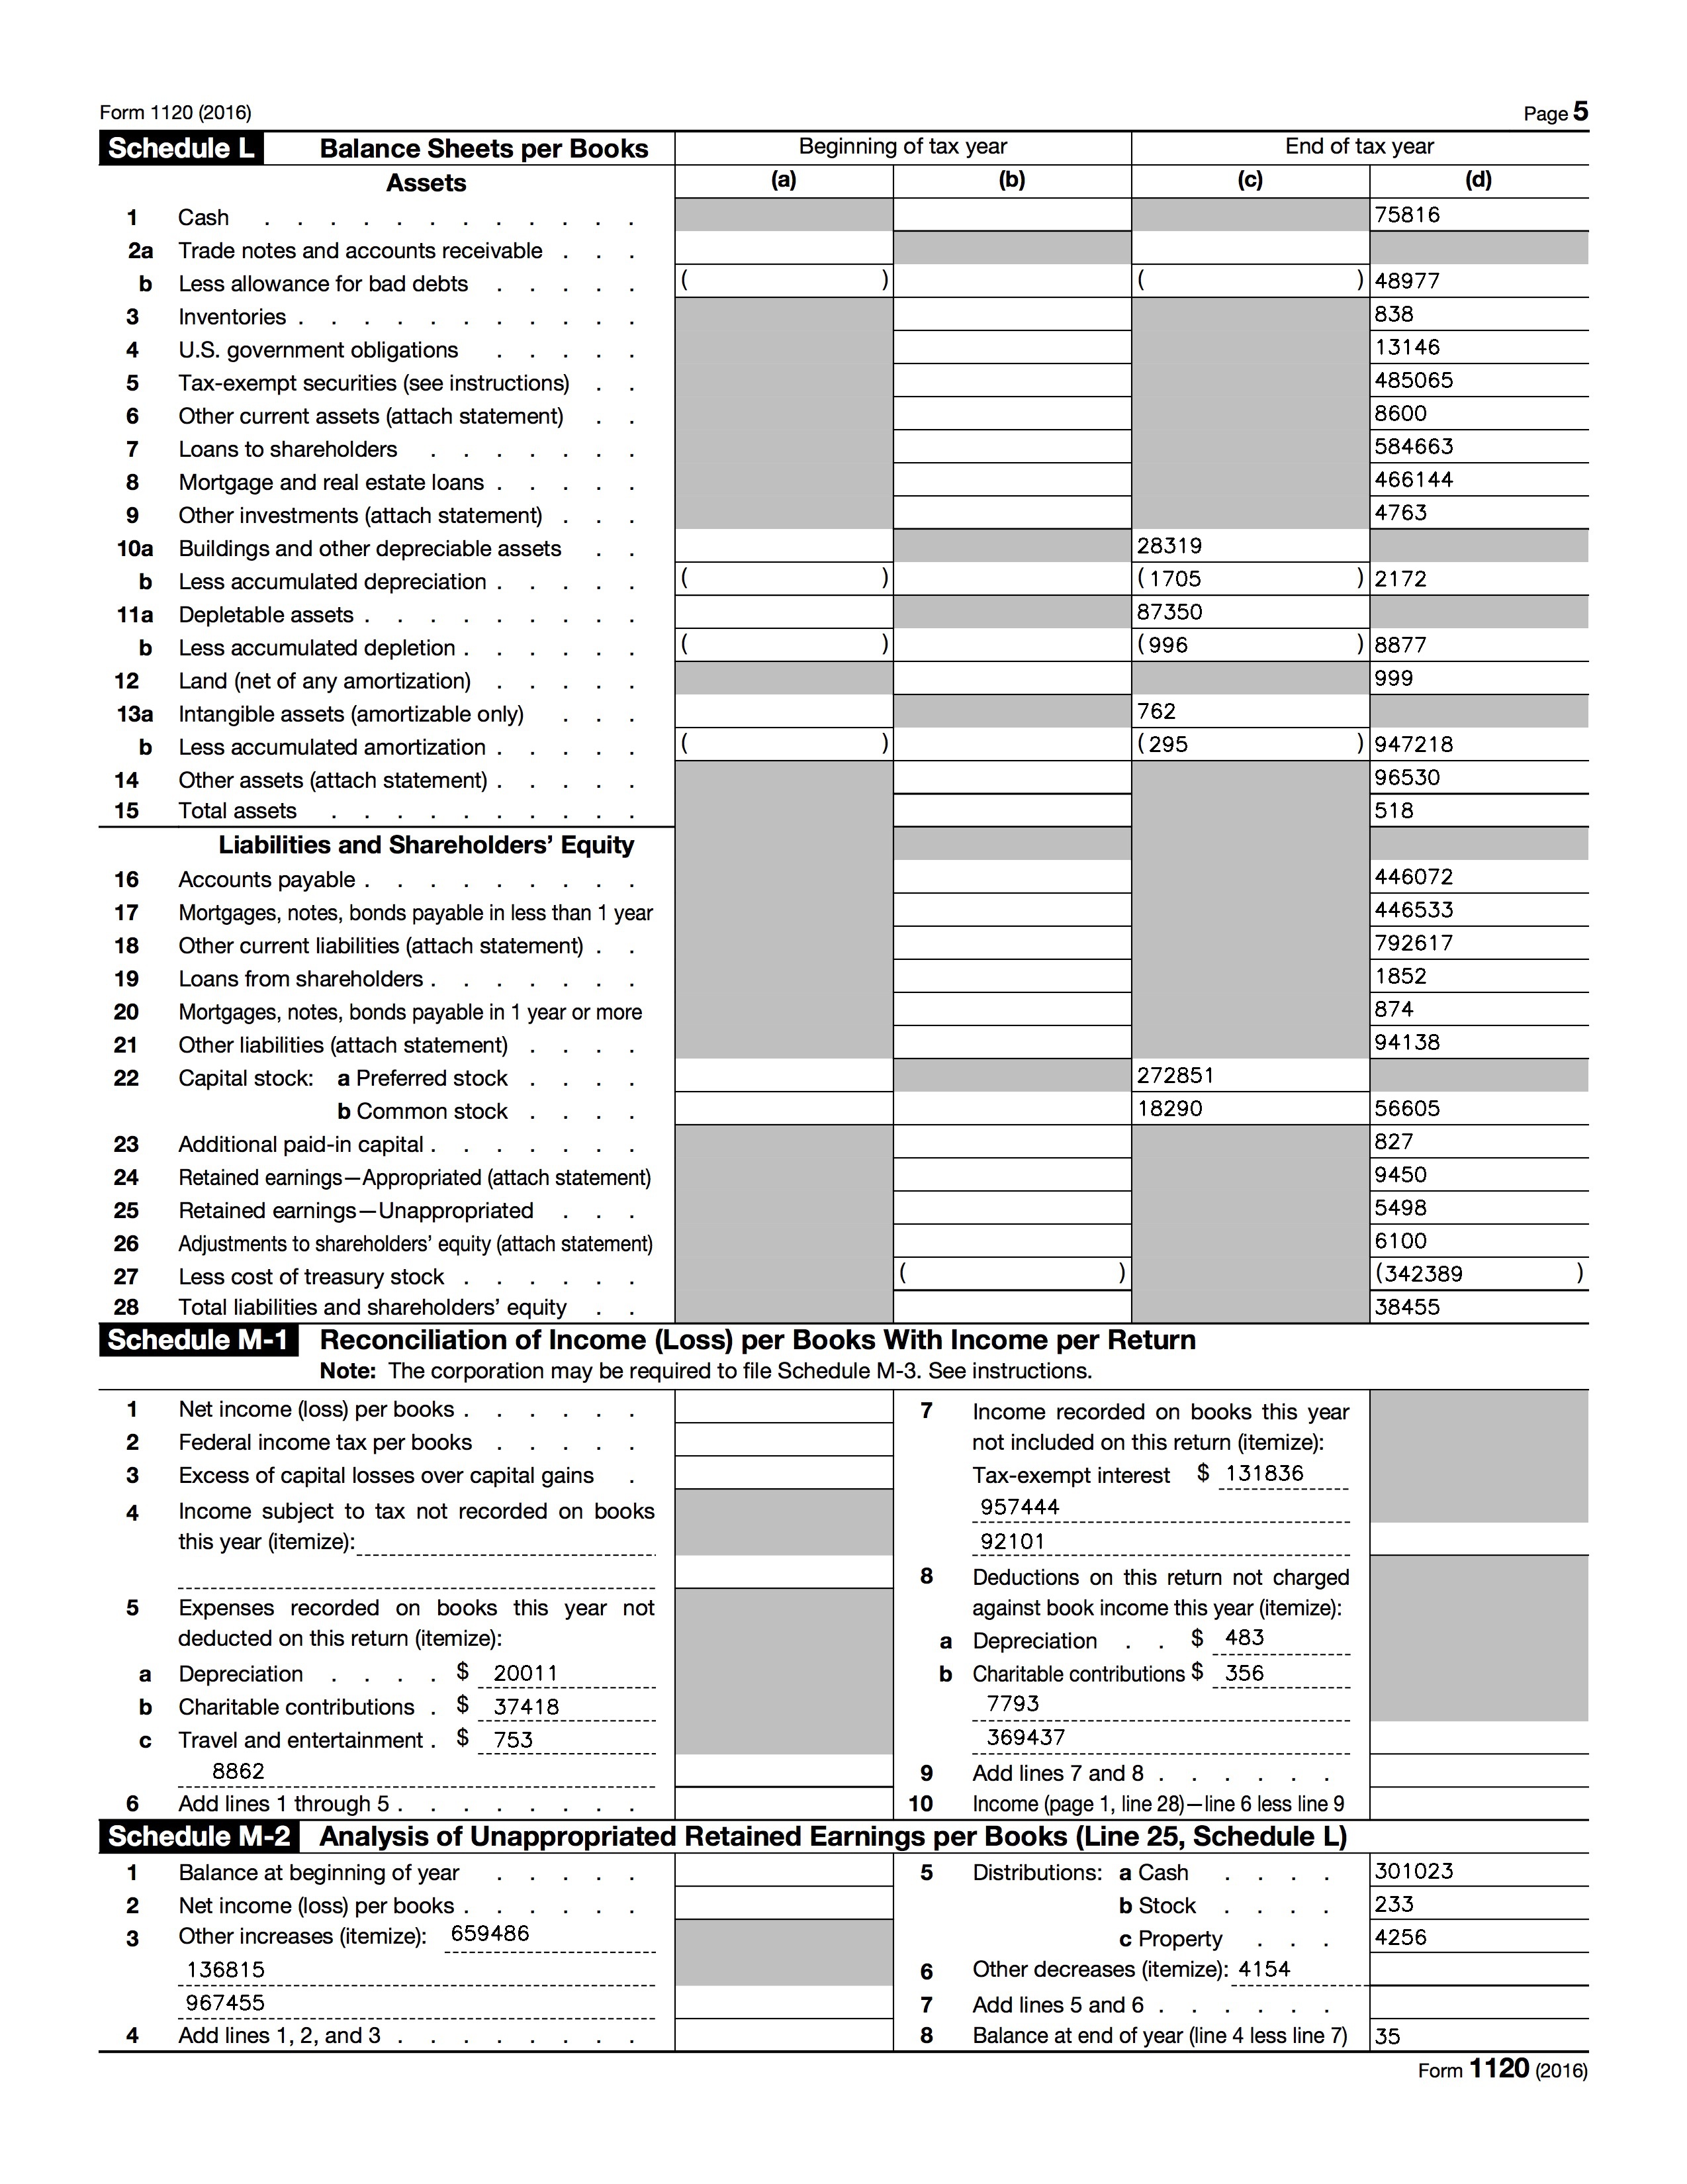 Form 1120 (2016) Page 5
Schedule L Balance Sheets per Books Beginning of tax year End of tax year
Assets (a) (b) (c) (d)
1 Cash . . . . . . . . . . . . 75816
2a Trade notes and accounts receivable . . .
b Less allowance for bad debts . . . . . ( ) ( ) 48977
3 Inventories . . . . . . . . . . . 838
4 U.S. government obligations . . . . . 13146
5 Tax-exempt securities (see instructions) . . 485065
6 Other current assets (attach statement) . . 8600
7 Loans to shareholders . . . . . . . 584663
8 Mortgage and real estate loans . . . . . 466144
9 Other investments (attach statement) . . . 4763
10a Buildings and other depreciable assets . . 28319
b Less accumulated depreciation . . . . . ( ) ( 1705 ) 2172
11a Depletable assets . . . . . . . . . 87350
b Less accumulated depletion . . . . . . ( ) ( 996 ) 8877
12 Land (net of any amortization) . . . . . 999
13a Intangible assets (amortizable only) . . . 762
b Less accumulated amortization . . . . . ( ) ( 295 ) 947218
14 Other assets (attach statement) . . . . . 96530
15 Total assets . . . . . . . . . . 518
Liabilities and Shareholders' Equity
16 Accounts payable . . . . . . . . . 446072
17 Mortgages, notes, bonds payable in less than 1 year 446533
18 Other current liabilities (attach statement) . . 792617
19 Loans from shareholders . . . . . . . 1852
20 Mortgages, notes, bonds payable in 1 year or more 874
21 Other liabilities (attach statement) . . . . 94138
22 Capital stock: a Preferred stock . . . . 272851
b Common stock . . . . 18290 56605
23 Additional paid-in capital . . . . . . . 827
24 Retained earnings—Appropriated (attach statement) 9450
25 Retained earnings—Unappropriated . . . 5498
26 Adjustments to shareholders' equity (attach statement) 6100
27 Less cost of treasury stock . . . . . . ( ) (342389 )
28 Total liabilities and shareholders' equity . . 38455
Schedule M-1 Reconciliation of Income (Loss) per Books With Income per Return
Note: The corporation may be required to file Schedule M-3. See instructions.
1 Net income (loss) per books . . . . . .
2 Federal income tax per books . . . . .
3 Excess of capital losses over capital gains .
4 Income subject to tax not recorded on books
this year (itemize):
5 Expenses recorded on books this year not
deducted on this return (itemize):
a Depreciation . . . . $ 20011
b Charitable contributions . $ 37418
c Travel and entertainment . $ 753
8862
6 Add lines 1 through 5 . . . . . . . .
7 Income recorded on books this year
not included on this return (itemize):
Tax-exempt interest $ 131836
957444
92101
8 Deductions on this return not charged
against book income this year (itemize):
a Depreciation . . $ 483
b Charitable contributions $ 356
7793
369437
9 Add lines 7 and 8 . . . . . .
10 Income (page 1, line 28)—line 6 less line 9
Schedule M-2 Analysis of Unappropriated Retained Earnings per Books (Line 25, Schedule L)
1 Balance at beginning of year . . . . .
2 Net income (loss) per books . . . . . .
3 Other increases (itemize): 659486
136815
967455
4 Add lines 1, 2, and 3 . . . . . . . .
5 Distributions: a Cash . . . . 301023
b Stock . . . . 233
c Property . . . 4256
6 Other decreases (itemize): 4154
7 Add lines 5 and 6 . . . . . .
8 Balance at end of year (line 4 less line 7) 35
Form 1120 (2016)